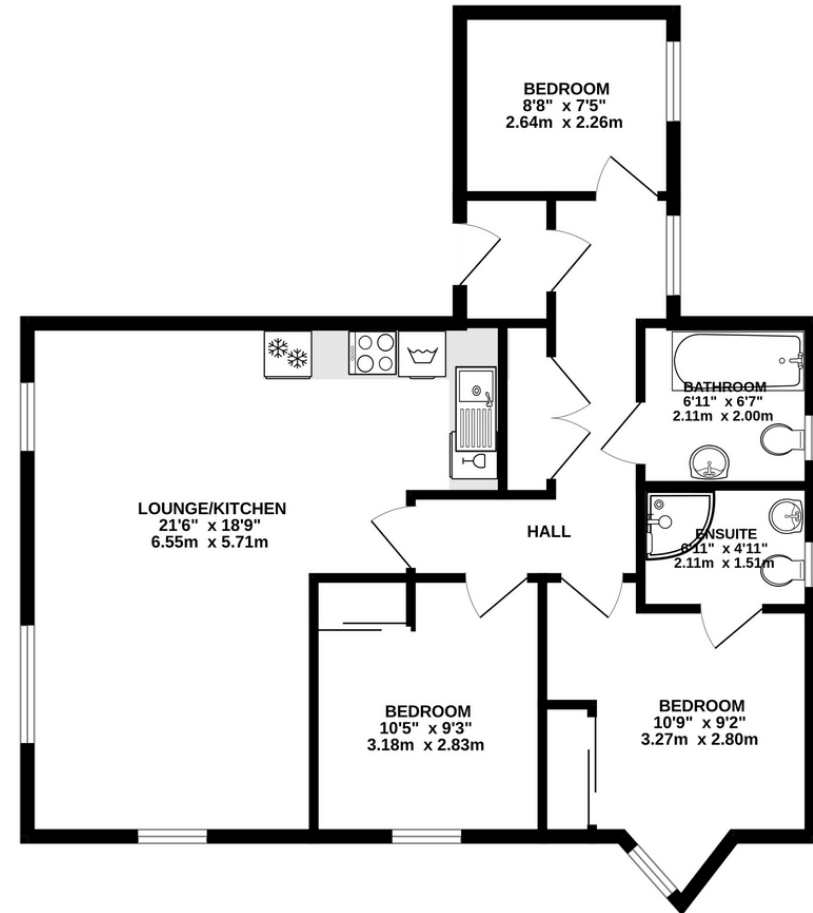 BEDROOM
8'8" x 7'5"
2.64m x 2.26m
BATHROOM
6'11" x 6'7"
2.11m x 2.00m
LOUNGE/KITCHEN
21'6" x 18'9"
6.55m x 5.71m
HALL
ENSUITE
6'11" x 4'11"
2.11m x 1.51m
BEDROOM
10'5" x 9'3"
3.18m x 2.83m
BEDROOM
10'9" x 9'2"
3.27m x 2.80m